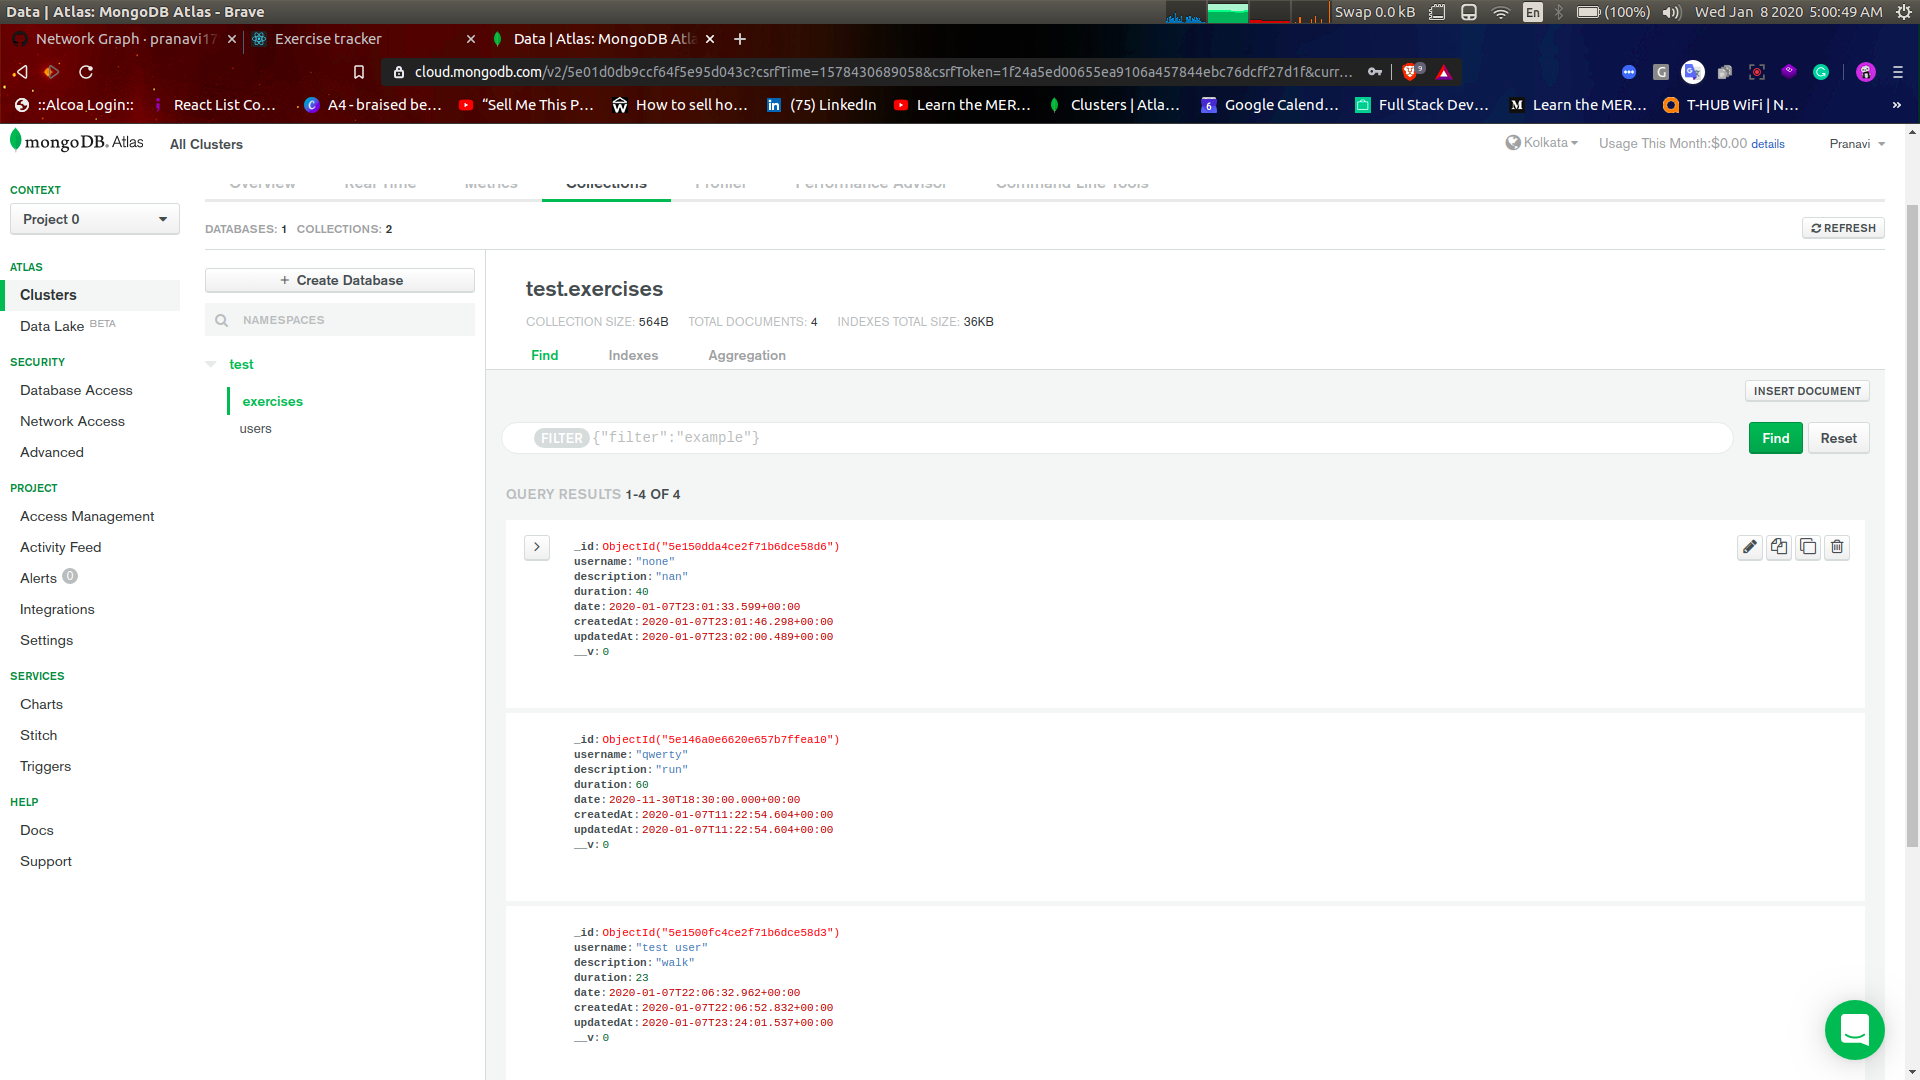 Data | Atlas: MongoDB Atlas - Brave
Swap 0.0 kB
En
(100%)
Wed Jan 8 2020 5:00:49 AM
Network Graph · pranavi17
Exercise tracker
Data | Atlas: MongoDB Atla
cloud.mongodb.com/v2/5e01d0db9ccf64f5e95d043c?csrfTime=1578430689058&csrfToken=1f24a5ed00655ea9106a457844ebc76dcff27d1f&curr...
9
::Alcoa Login::
React List Co...
A4 - braised be...
“Sell Me This P...
How to sell ho...
(75) LinkedIn
Learn the MER...
Clusters | Atla...
Google Calend...
Full Stack Dev...
Learn the MER...
T-HUB WiFi | N...
»
mongoDB. Atlas
All Clusters
Kolkata
Usage This Month:$0.00 details
Pranavi
CONTEXT
Project 0
ATLAS
Clusters
Data Lake BETA
SECURITY
Database Access
Network Access
Advanced
PROJECT
Access Management
Activity Feed
Alerts 0
Integrations
Settings
SERVICES
Charts
Stitch
Triggers
HELP
Docs
Support
Overview
Real Time
Metrics
Collections
Profiler
Performance Advisor
Command Line Tools
DATABASES: 1 COLLECTIONS: 2
REFRESH
+ Create Database
NAMESPACES
test
exercises
users
test.exercises
COLLECTION SIZE: 564B TOTAL DOCUMENTS: 4 INDEXES TOTAL SIZE: 36KB
Find
Indexes
Aggregation
INSERT DOCUMENT
FILTER {"filter":"example"}
Find
Reset
QUERY RESULTS 1-4 OF 4
_id: ObjectId("5e150dda4ce2f71b6dce58d6")
username: "none"
description: "nan"
duration: 40
date: 2020-01-07T23:01:33.599+00:00
createdAt: 2020-01-07T23:01:46.298+00:00
updatedAt: 2020-01-07T23:02:00.489+00:00
__v: 0
_id: ObjectId("5e146a0e6620e657b7ffea10")
username: "qwerty"
description: "run"
duration: 60
date: 2020-11-30T18:30:00.000+00:00
createdAt: 2020-01-07T11:22:54.604+00:00
updatedAt: 2020-01-07T11:22:54.604+00:00
__v: 0
_id: ObjectId("5e1500fc4ce2f71b6dce58d3")
username: "test user"
description: "walk"
duration: 23
date: 2020-01-07T22:06:32.962+00:00
createdAt: 2020-01-07T22:06:52.832+00:00
updatedAt: 2020-01-07T23:24:01.537+00:00
__v: 0